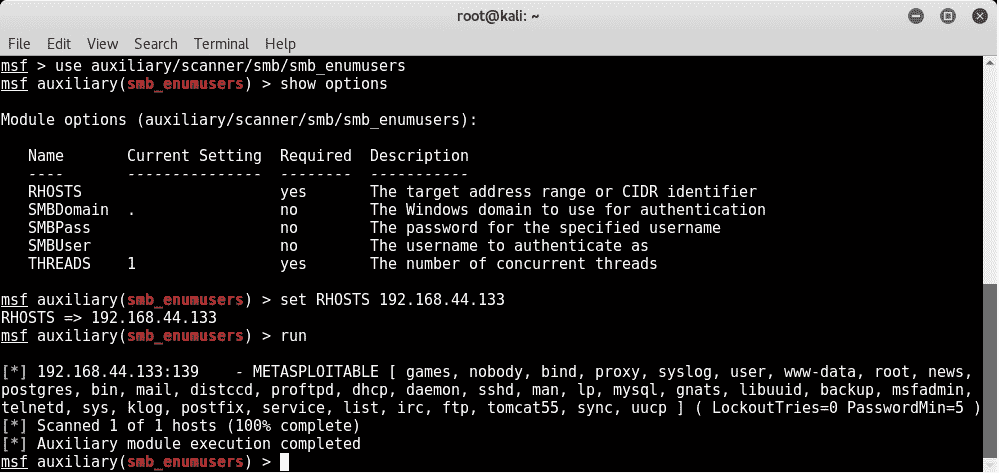 root@kali: ~
File Edit View Search Terminal Help
msf > use auxiliary/scanner/smb/smb_enumusers
msf auxiliary(smb_enumusers) > show options
Module options (auxiliary/scanner/smb/smb_enumusers):
Name Current Setting Required Description
---- --------------- -------- -----------
RHOSTS yes The target address range or CIDR identifier
SMBDomain . no The Windows domain to use for authentication
SMBPass no The password for the specified username
SMBUser no The username to authenticate as
THREADS 1 yes The number of concurrent threads
msf auxiliary(smb_enumusers) > set RHOSTS 192.168.44.133
RHOSTS => 192.168.44.133
msf auxiliary(smb_enumusers) > run
[*] 192.168.44.133:139 - METASPLOITABLE [ games, nobody, bind, proxy, syslog, user, www-data, root, news,
postgres, bin, mail, distccd, proftpd, dhcp, daemon, sshd, man, lp, mysql, gnats, libuuid, backup, msfadmin,
telnetd, sys, klog, postfix, service, list, irc, ftp, tomcat55, sync, uucp ] ( LockoutTries=0 PasswordMin=5 )
[*] Scanned 1 of 1 hosts (100% complete)
[*] Auxiliary module execution completed
msf auxiliary(smb_enumusers) >